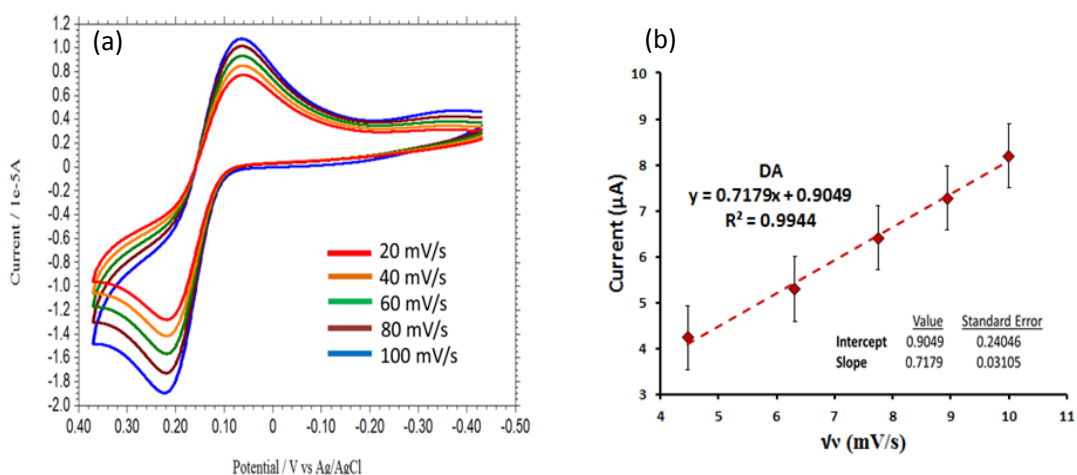 (a)
1.2
1.0
0.8
0.6
0.4
0.2
0
-0.2
-0.4
-0.6
-0.8
-1.0
-1.2
-1.4
-1.6
-1.8
-2.0
Current / 1e-5A
20 mV/s
40 mV/s
60 mV/s
80 mV/s
100 mV/s
0.40 0.30 0.20 0.10 0 -0.10 -0.20 -0.30 -0.40 -0.50
Potential / V vs Ag/AgCl
(b)
10
9
8
7
6
5
4
3
Current (µA)
DA
y = 0.7179x + 0.9049
R² = 0.9944
Value Standard Error
Intercept 0.9049 0.24046
Slope 0.7179 0.03105
4 5 6 7 8 9 10 11
√v (mV/s)